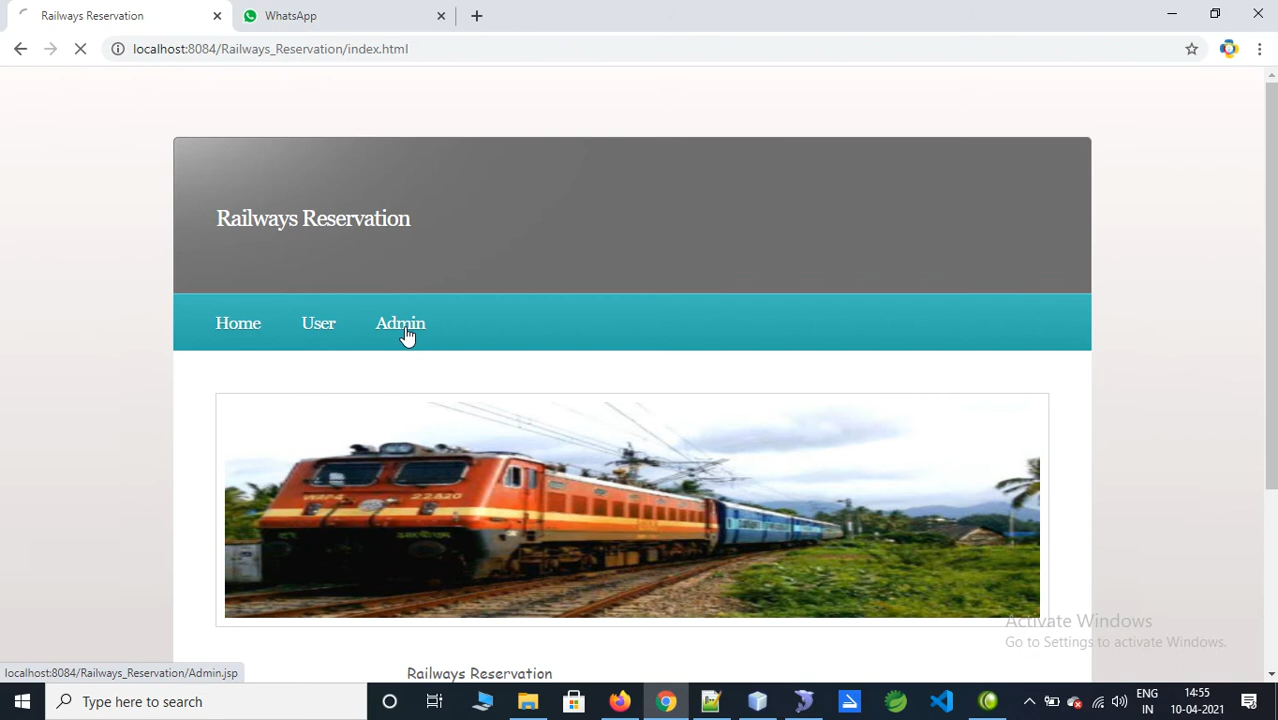 Railways Reservation
WhatsApp
localhost:8084/Railways_Reservation/index.html
Railways Reservation
Home User Admin
WAP4 22A20
Activate Windows
Go to Settings to activate Windows.
localhost:8084/Railways_Reservation/Admin.jsp
Railways Reservation
Type here to search
ENG
IN
14:55
10-04-2021